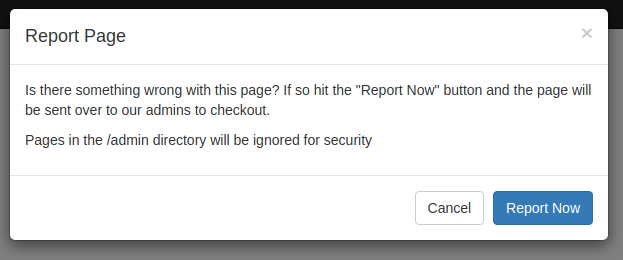 Report Page
×
Is there something wrong with this page? If so hit the "Report Now" button and the page will
be sent over to our admins to checkout.
Pages in the /admin directory will be ignored for security
Cancel
Report Now